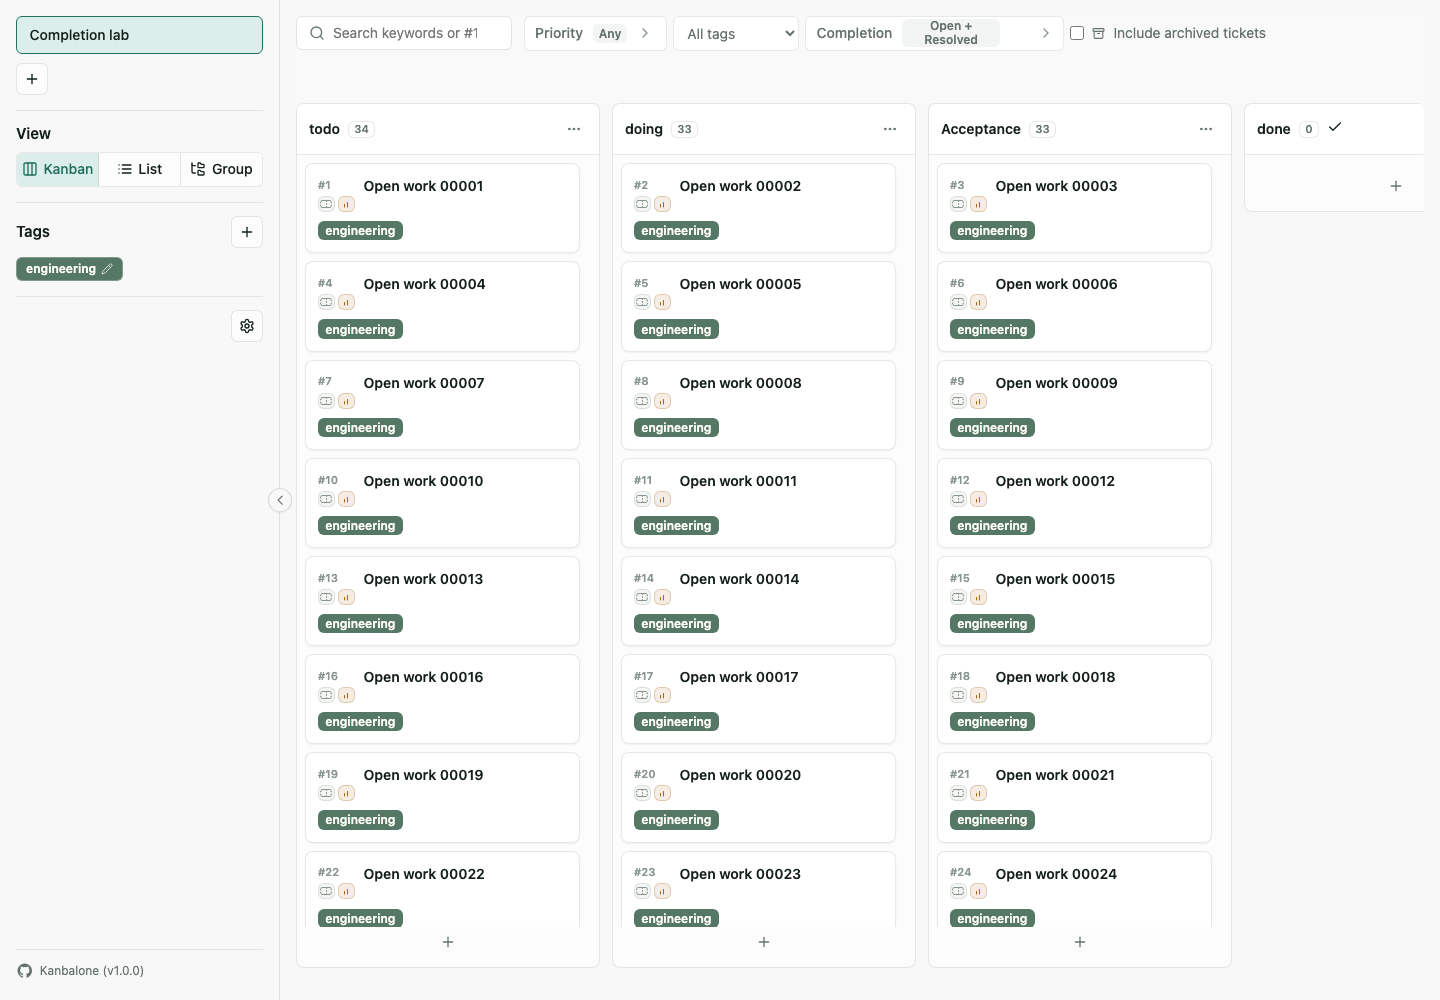 Completion lab
View
Kanban
List
Group
Tags
engineering
Kanbalone (v1.0.0)
Search keywords or #1
Priority Any
All tags
Completion Open + Resolved
Include archived tickets
todo 34
#1 Open work 00001
engineering
#4 Open work 00004
engineering
#7 Open work 00007
engineering
#10 Open work 00010
engineering
#13 Open work 00013
engineering
#16 Open work 00016
engineering
#19 Open work 00019
engineering
#22 Open work 00022
engineering
doing 33
#2 Open work 00002
engineering
#5 Open work 00005
engineering
#8 Open work 00008
engineering
#11 Open work 00011
engineering
#14 Open work 00014
engineering
#17 Open work 00017
engineering
#20 Open work 00020
engineering
#23 Open work 00023
engineering
Acceptance 33
#3 Open work 00003
engineering
#6 Open work 00006
engineering
#9 Open work 00009
engineering
#12 Open work 00012
engineering
#15 Open work 00015
engineering
#18 Open work 00018
engineering
#21 Open work 00021
engineering
#24 Open work 00024
engineering
done 0